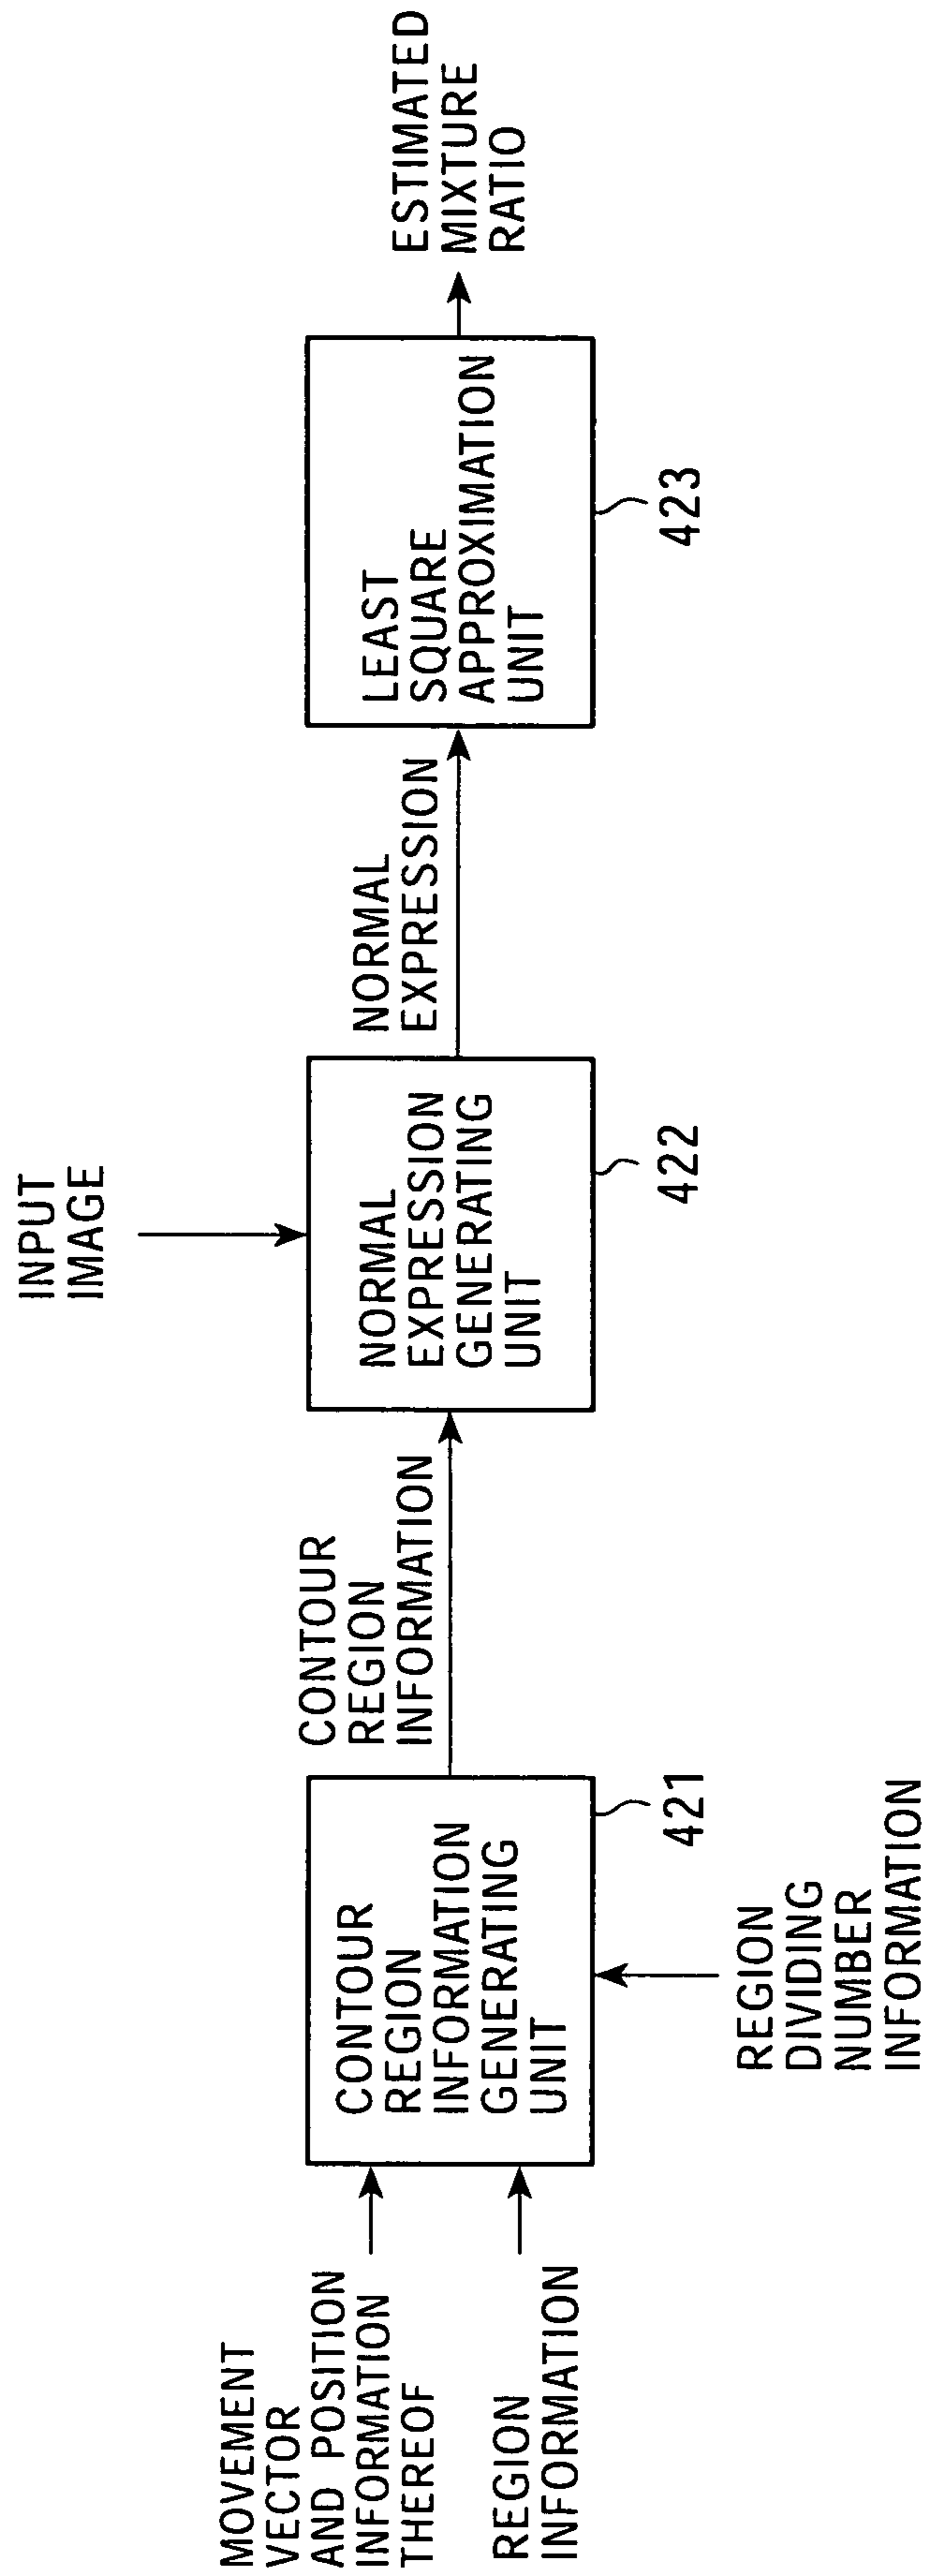 MOVEMENT
VECTOR
AND POSITION
INFORMATION
THEREOF
REGION
INFORMATION
CONTOUR
REGION
INFORMATION
GENERATING
UNIT
421
REGION
DIVIDING
NUMBER
INFORMATION
CONTOUR
REGION
INFORMATION
INPUT
IMAGE
NORMAL
EXPRESSION
GENERATING
UNIT
422
NORMAL
EXPRESSION
LEAST
SQUARE
APPROXIMATION
UNIT
423
ESTIMATED
MIXTURE
RATIO